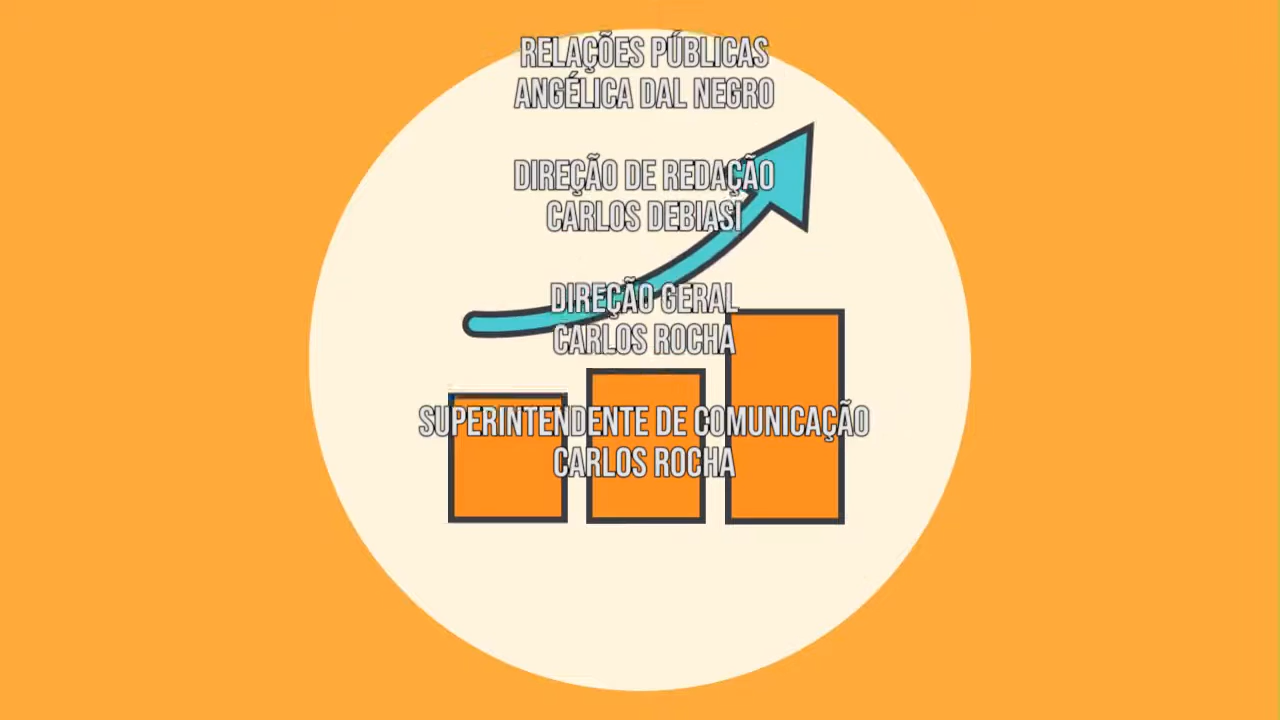 RELAÇÕES PÚBLICAS
ANGÉLICA DAL NEGRO
DIREÇÃO DE REDAÇÃO
CARLOS DEBIASI
DIREÇÃO GERAL
CARLOS ROCHA
SUPERINTENDENTE DE COMUNICAÇÃO
CARLOS ROCHA